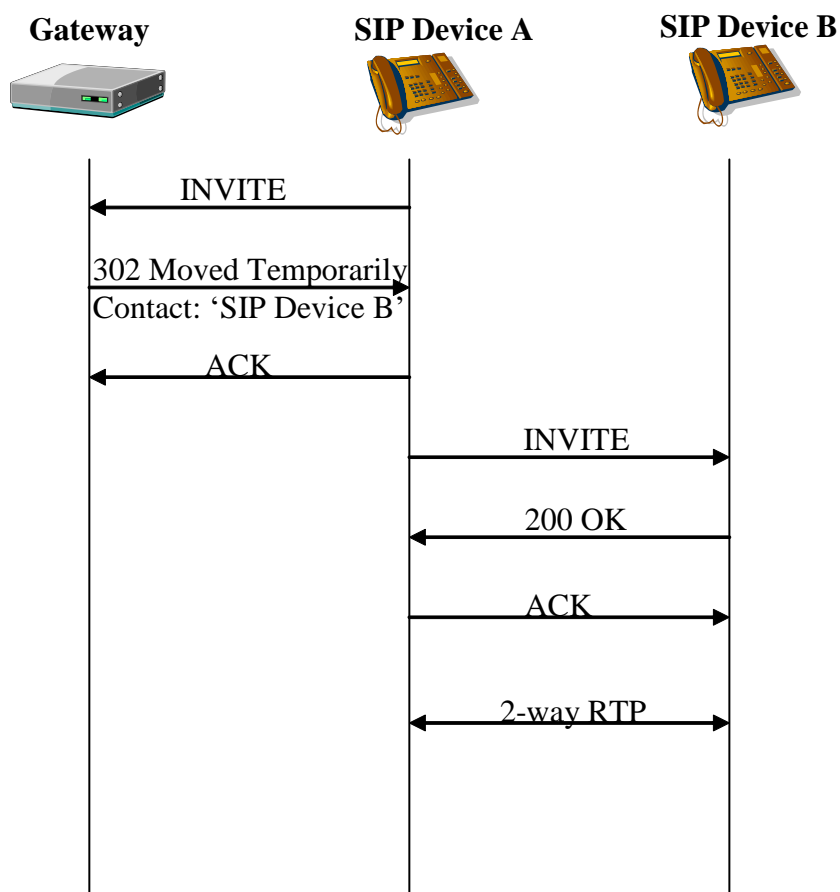 Gateway
SIP Device A
SIP Device B
INVITE
302 Moved Temporarily
Contact: ‘SIP Device B’
ACK
INVITE
200 OK
ACK
2-way RTP